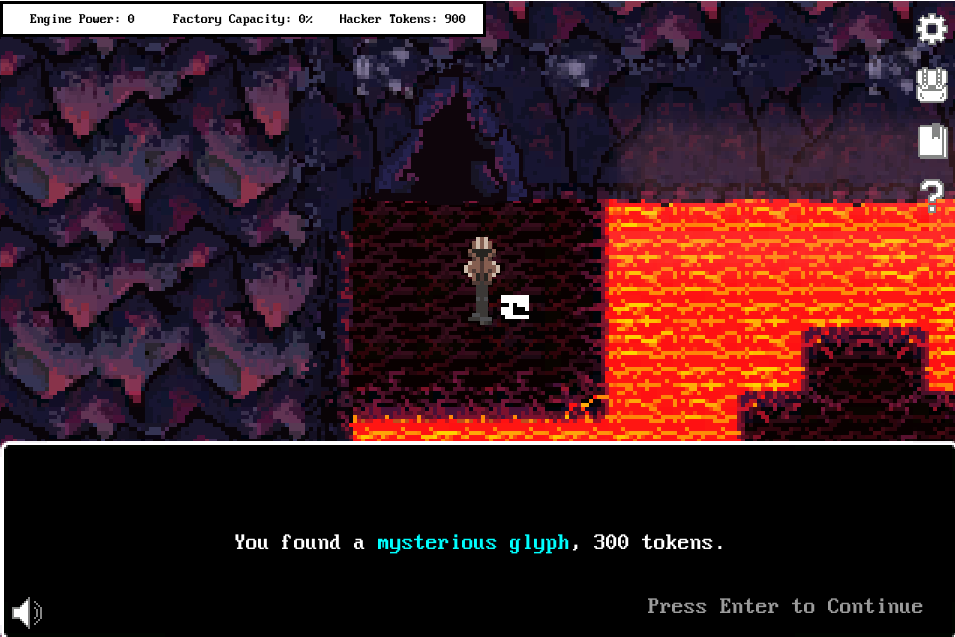 Engine Power: 0 Factory Capacity: 0% Hacker Tokens: 900
?
You found a mysterious glyph, 300 tokens.
Press Enter to Continue